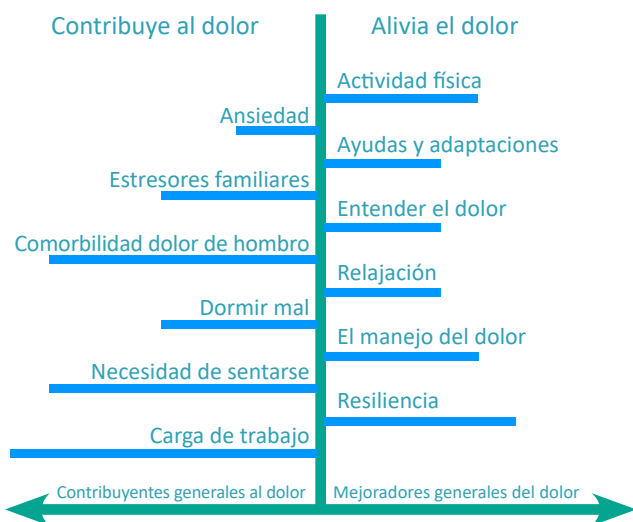 Contribuye al dolor
Alivia el dolor
Actividad física
Ansiedad
Ayudas y adaptaciones
Estresores familiares
Entender el dolor
Comorbilidad dolor de hombro
Relajación
Dormir mal
El manejo del dolor
Necesidad de sentarse
Resiliencia
Carga de trabajo
Contribuyentes generales al dolor
Mejoradores generales del dolor